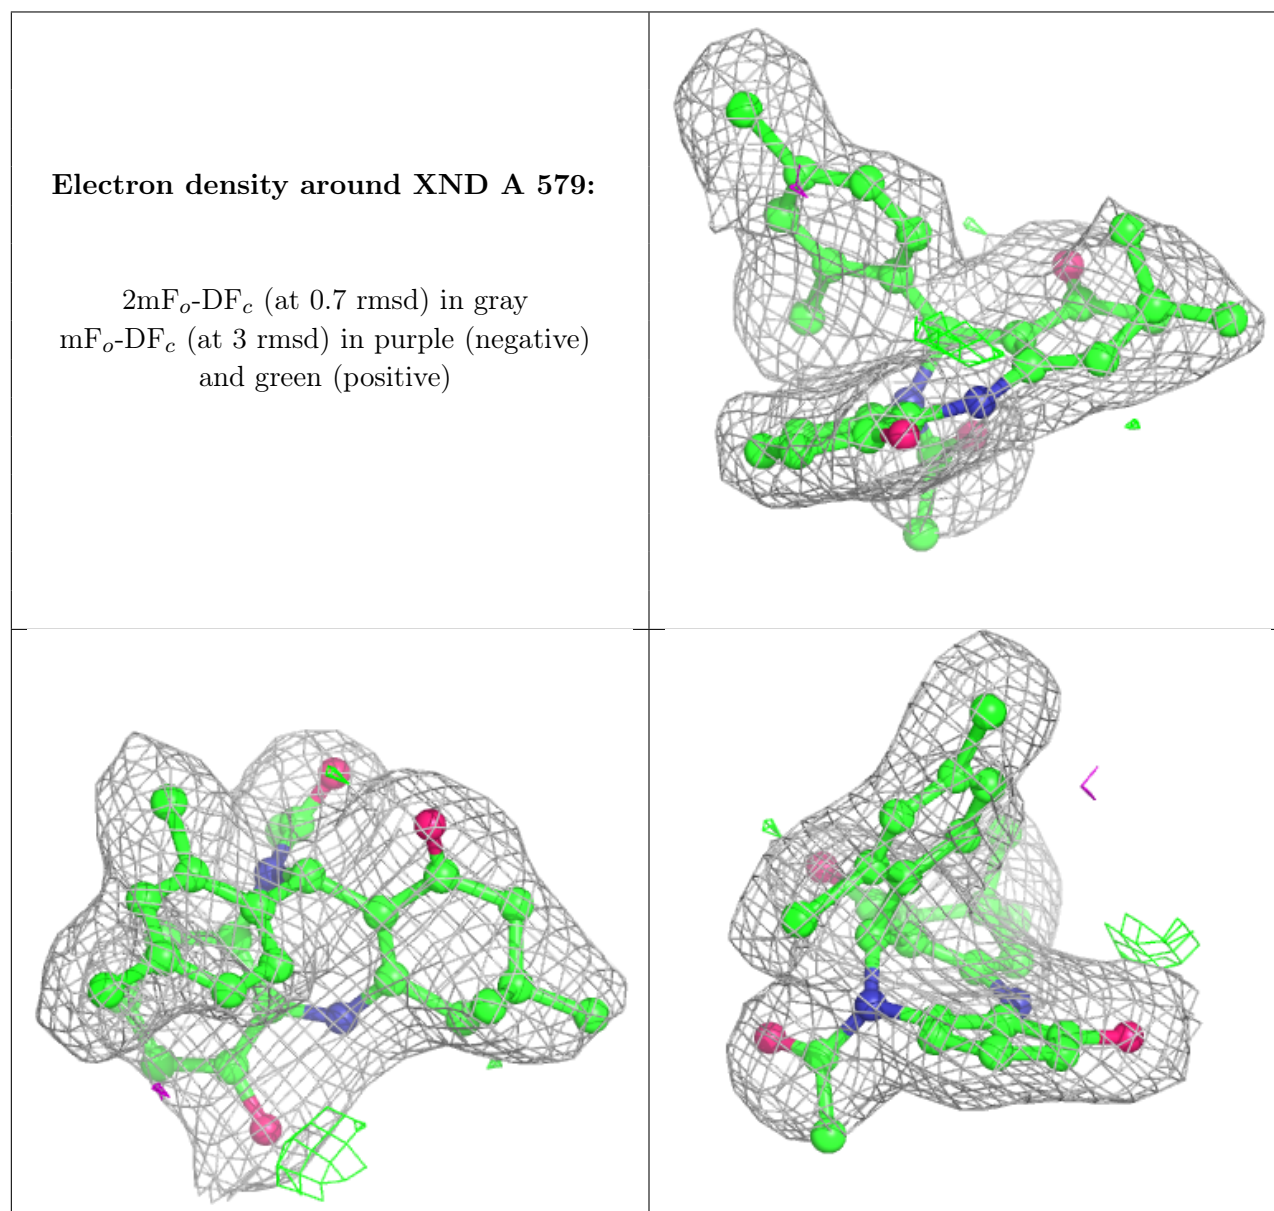 Electron density around XND A 579:
2mFo-DFc (at 0.7 rmsd) in gray
mFo-DFc (at 3 rmsd) in purple (negative)
and green (positive)